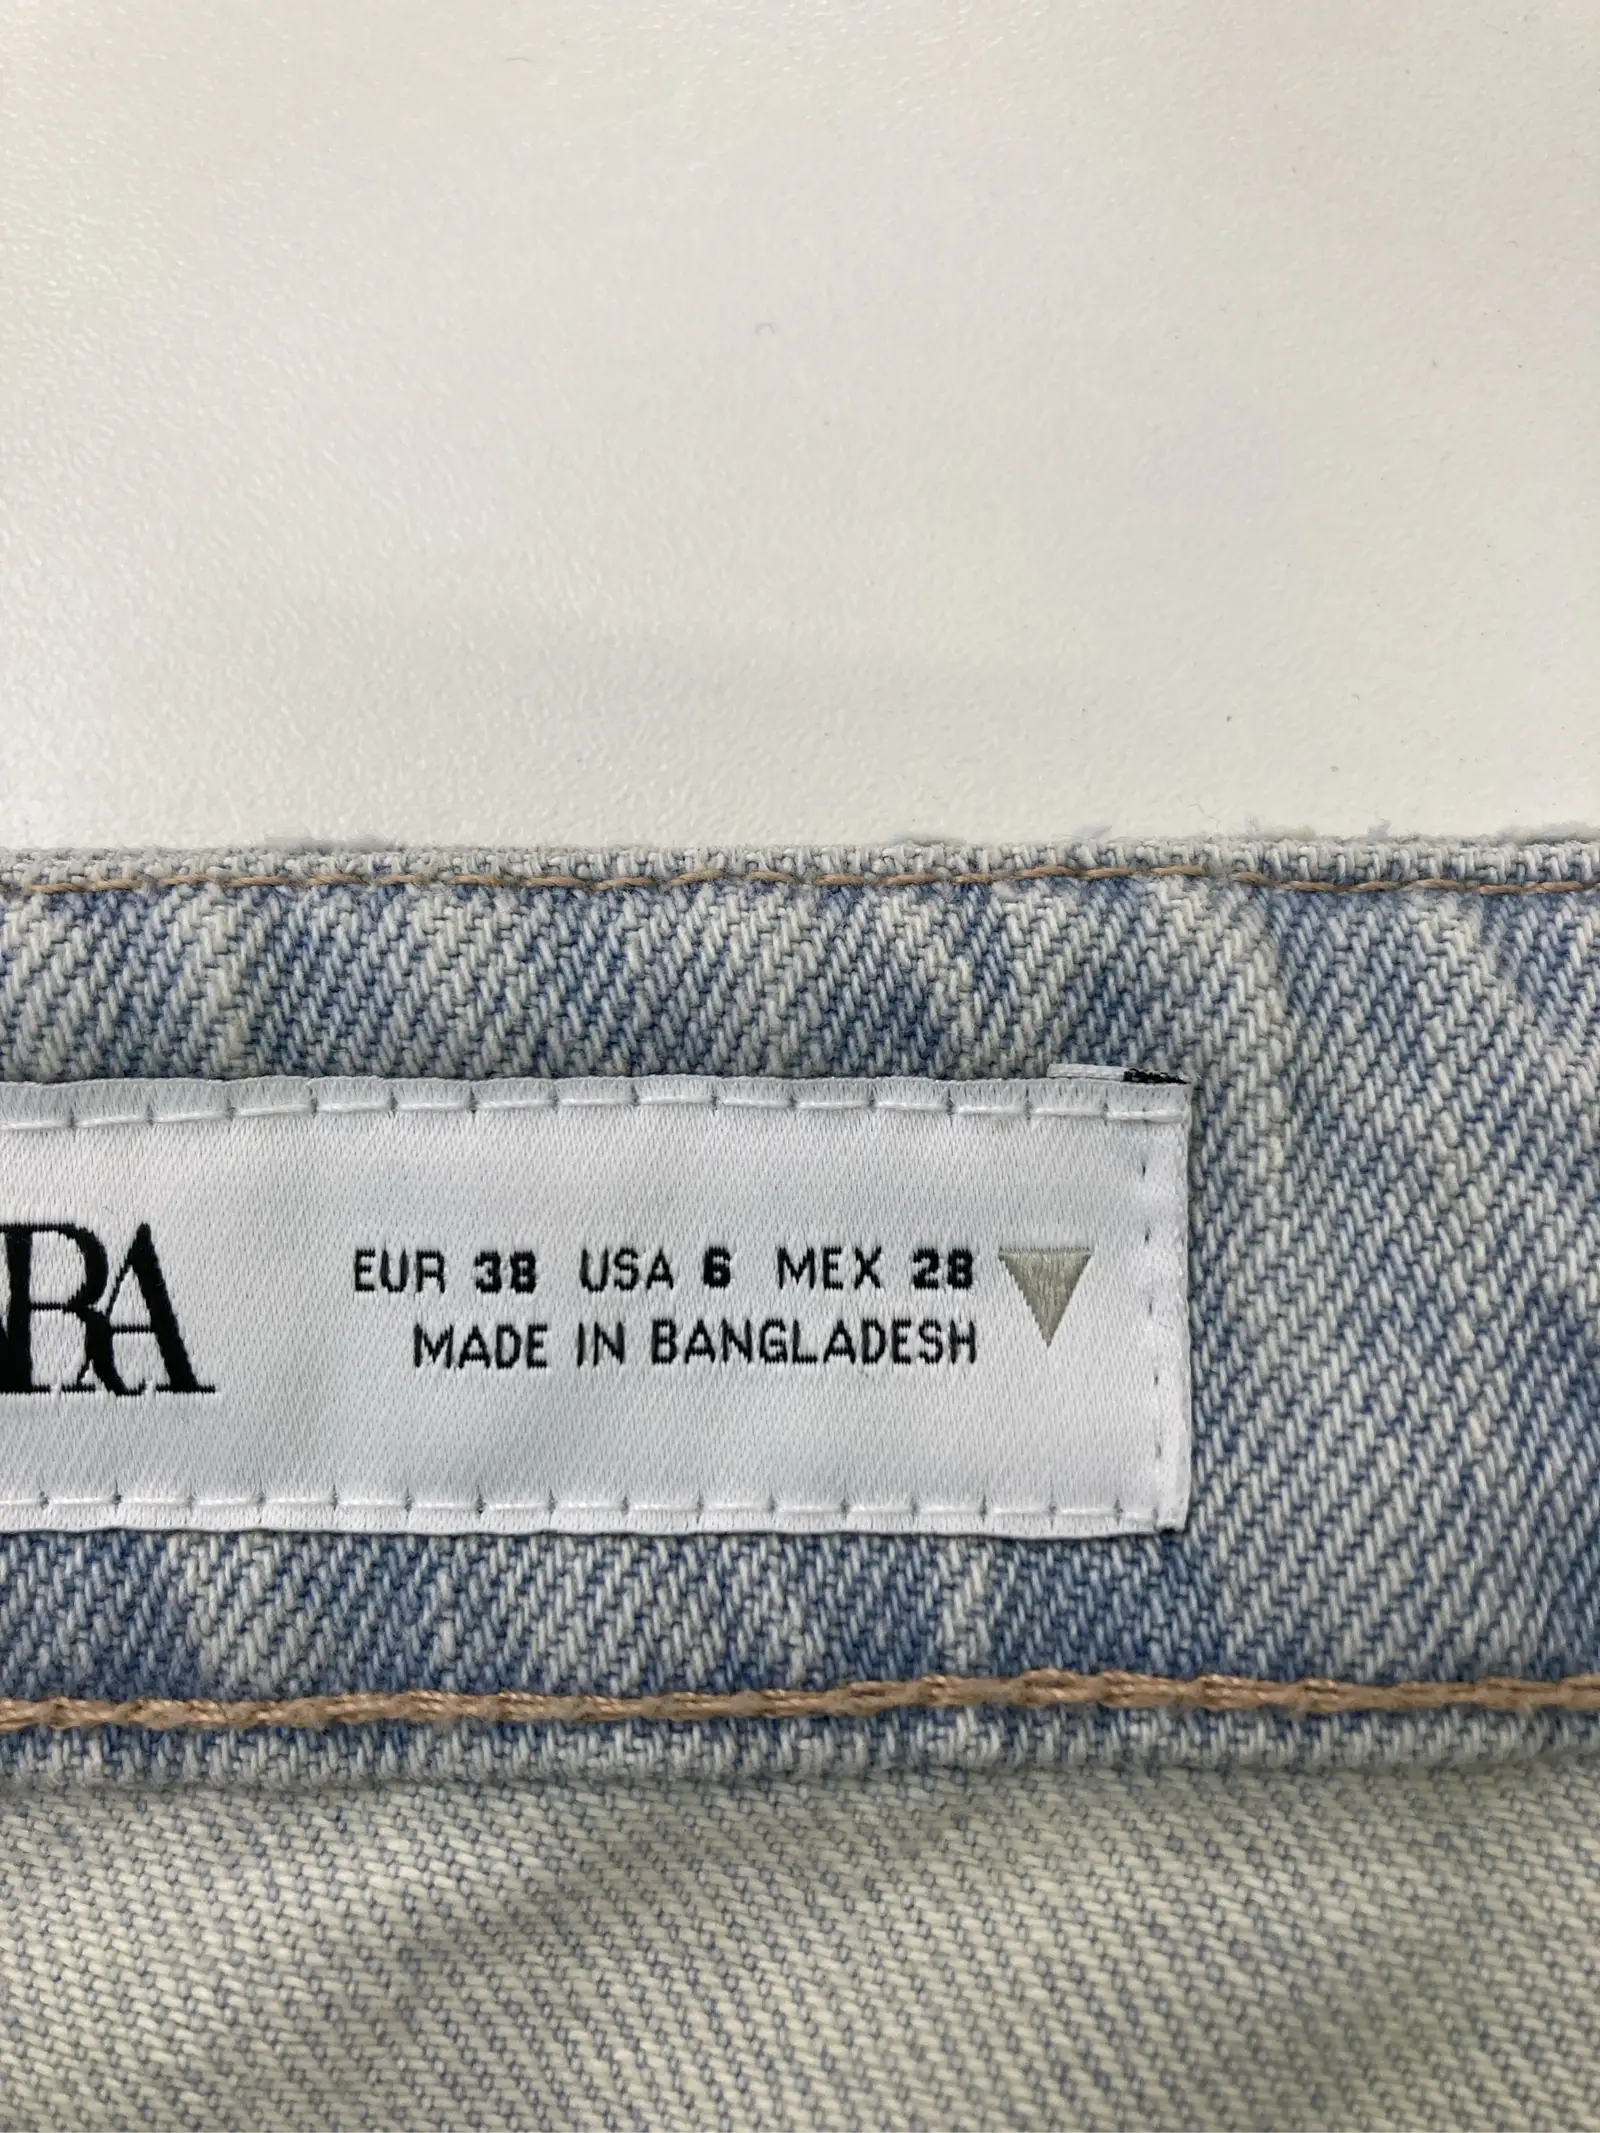 RA
EUR 38 USA 6 MEX 28
MADE IN BANGLADESH